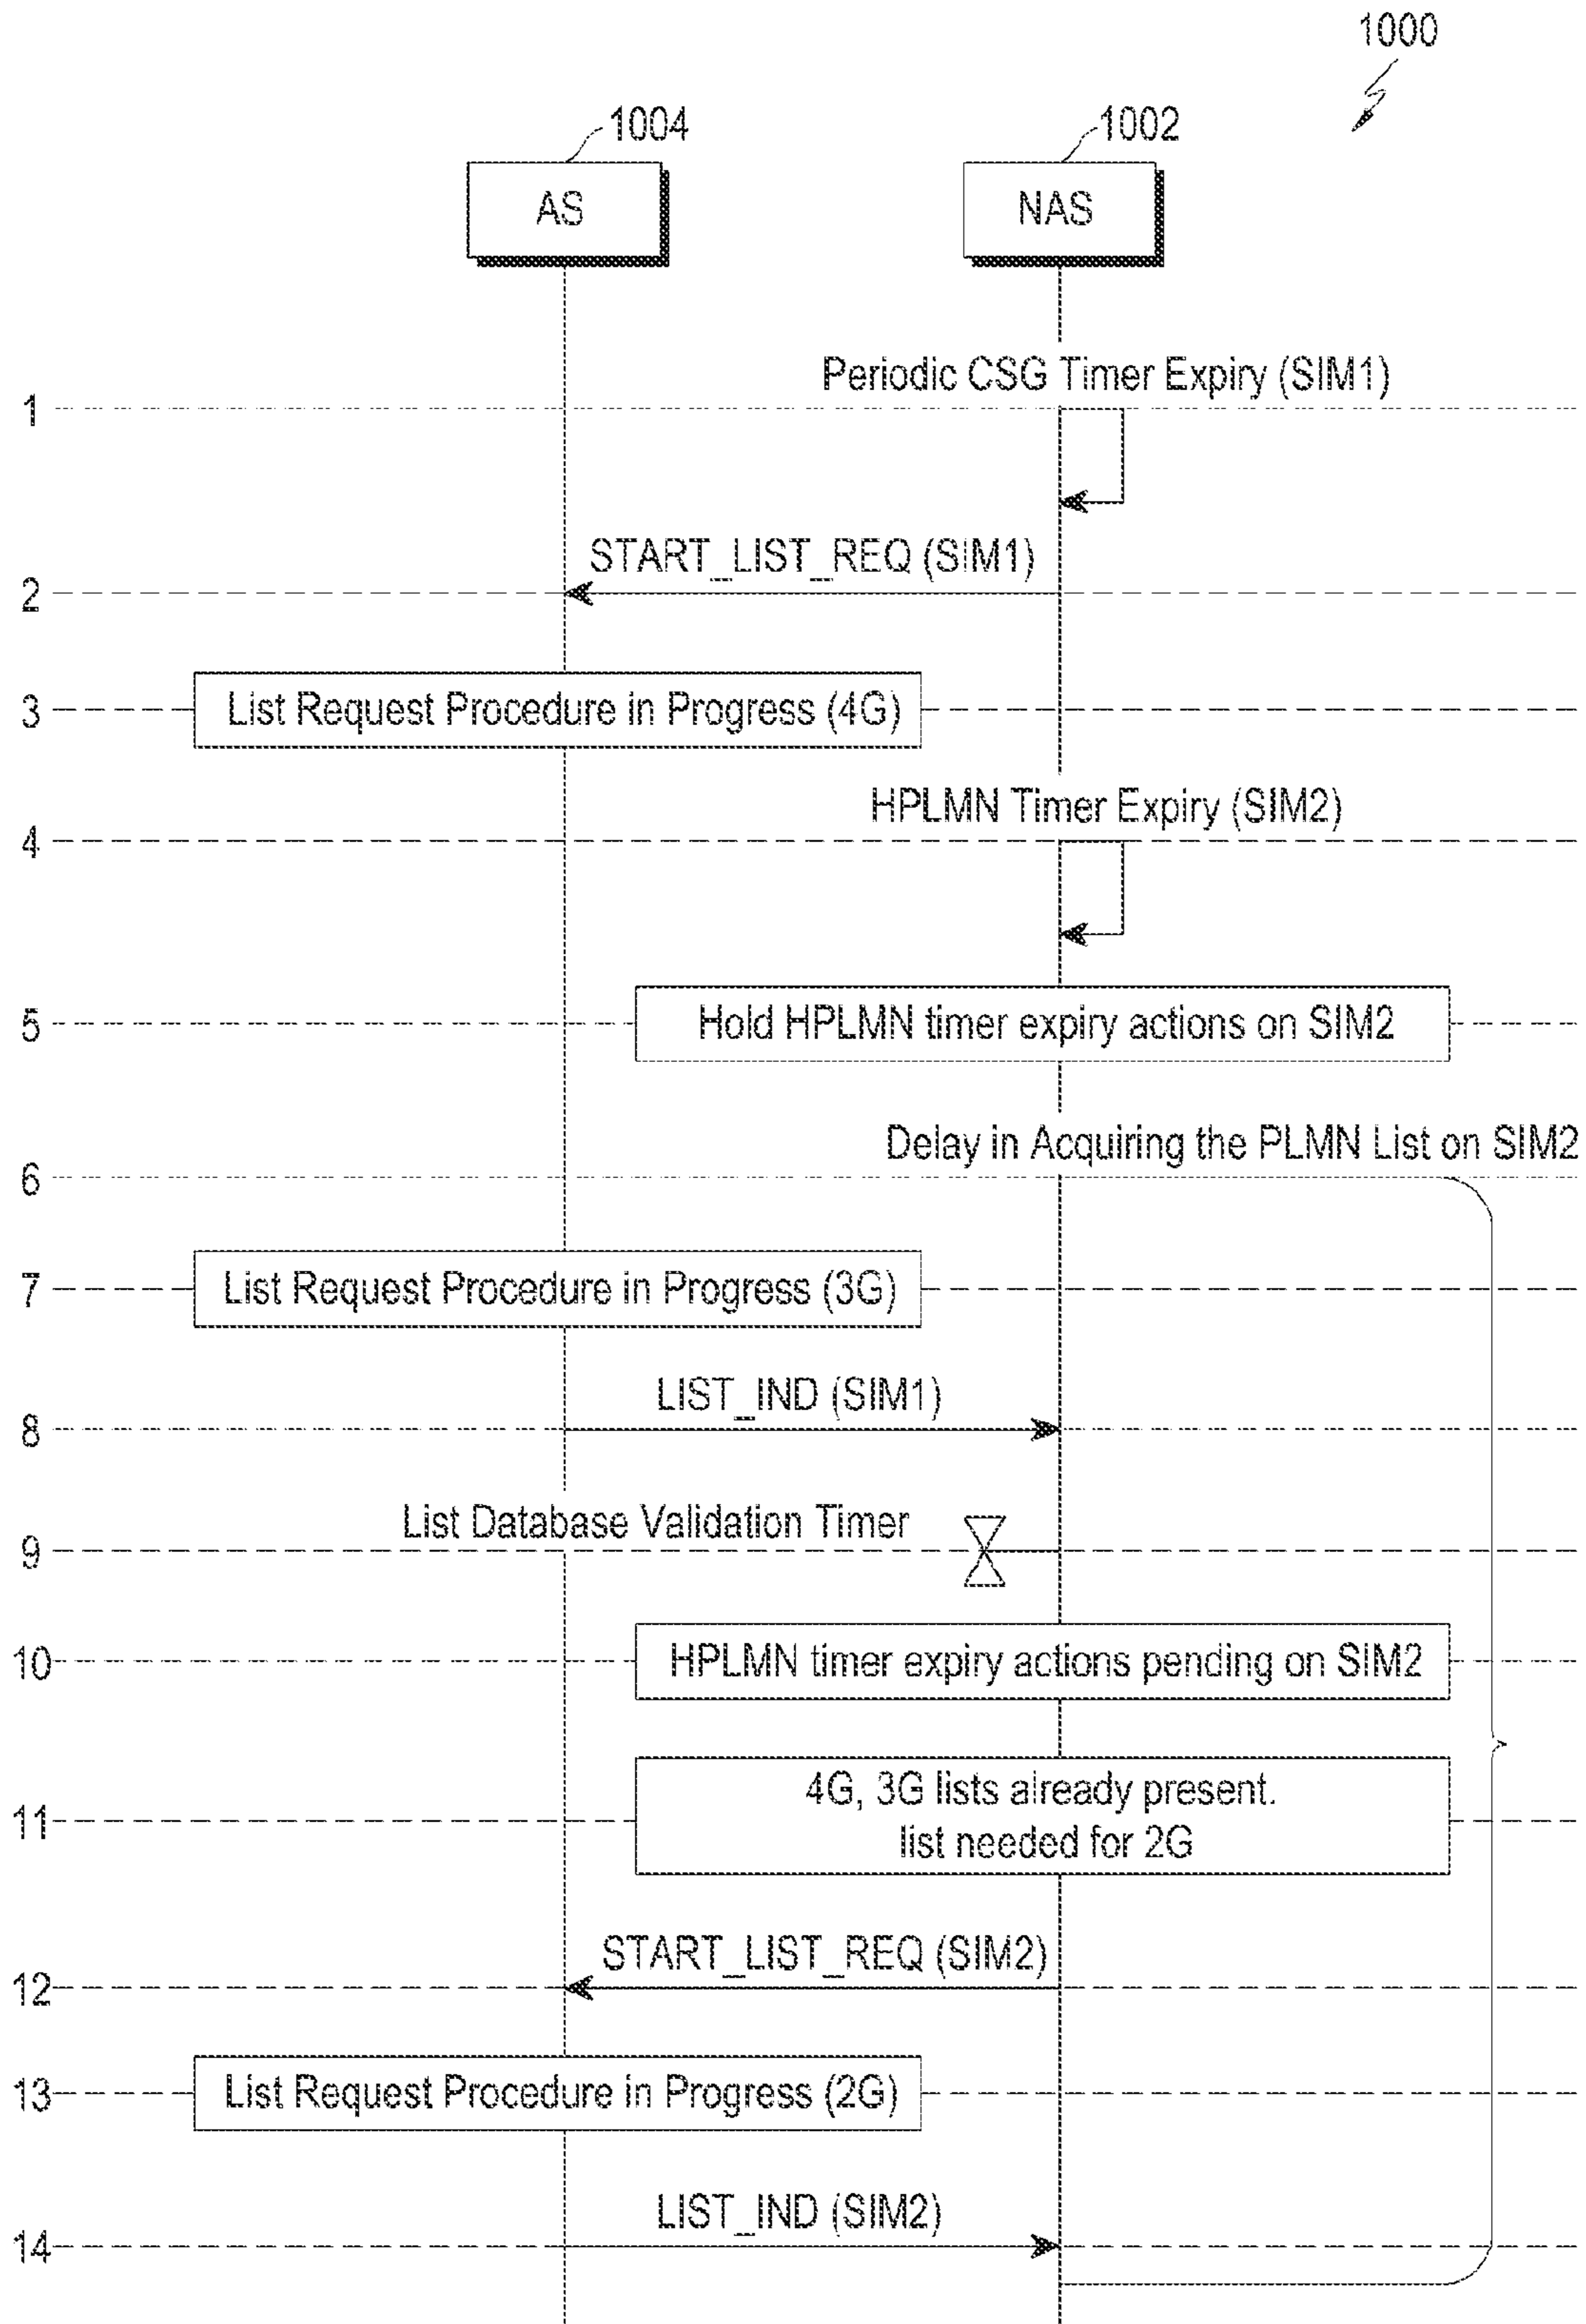 1000
1004
1002
AS
NAS
Periodic CSG Timer Expiry (SIM1)
1
START_LIST_REQ (SIM1)
2
3
List Request Procedure in Progress (4G)
HPLMN Timer Expiry (SIM2)
4
5
Hold HPLMN timer expiry actions on SIM2
Delay in Acquiring the PLMN List on SIM2
6
7
List Request Procedure in Progress (3G)
LIST_IND (SIM1)
8
List Database Validation Timer
9
10
HPLMN timer expiry actions pending on SIM2
11
4G, 3G lists already present.
list needed for 2G
START_LIST_REQ (SIM2)
12
13
List Request Procedure in Progress (2G)
LIST_IND (SIM2)
14